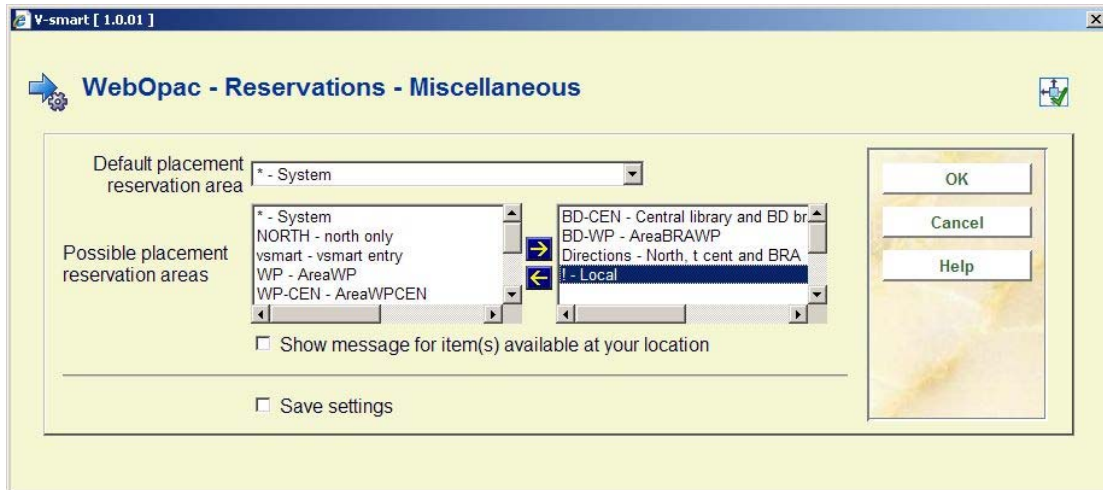 V-smart [ 1.0.01 ]
WebOpac - Reservations - Miscellaneous
Default placement
reservation area
* - System
Possible placement
reservation areas
* - System
NORTH - north only
vsmart - vsmart entry
WP - AreaWP
WP-CEN - AreaWPCEN
BD-CEN - Central library and BD br
BD-WP - AreaBRAWP
Directions - North, t cent and BRA
! - Local
Show message for item(s) available at your location
Save settings
OK
Cancel
Help